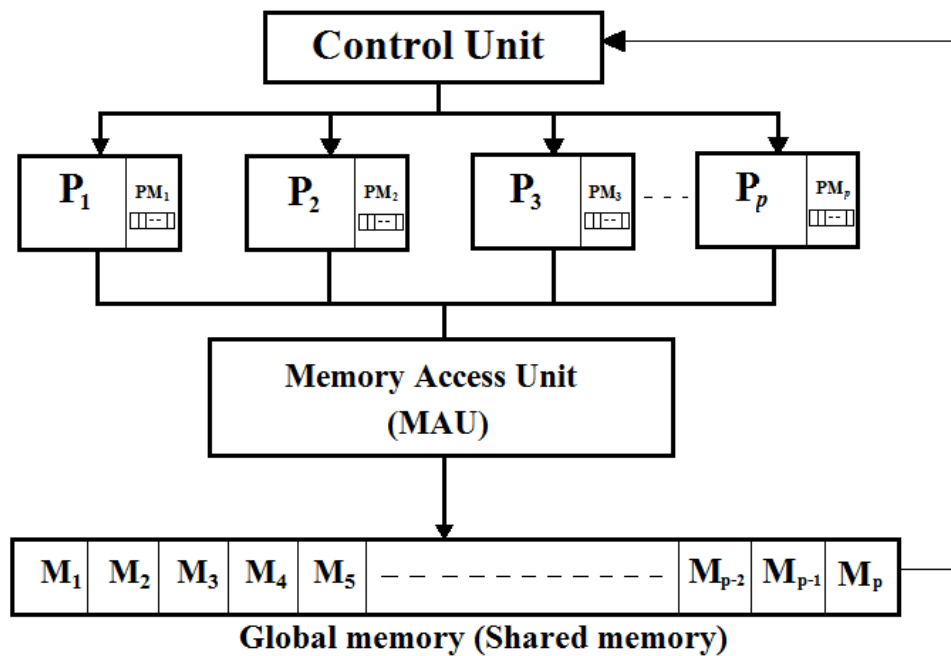 Control Unit
P₁ PM₁
P₂ PM₂
P₃ PM₃
Pₚ PMₚ
Memory Access Unit
(MAU)
M₁ M₂ M₃ M₄ M₅ Mₚ₋₂ Mₚ₋₁ Mₚ
Global memory (Shared memory)